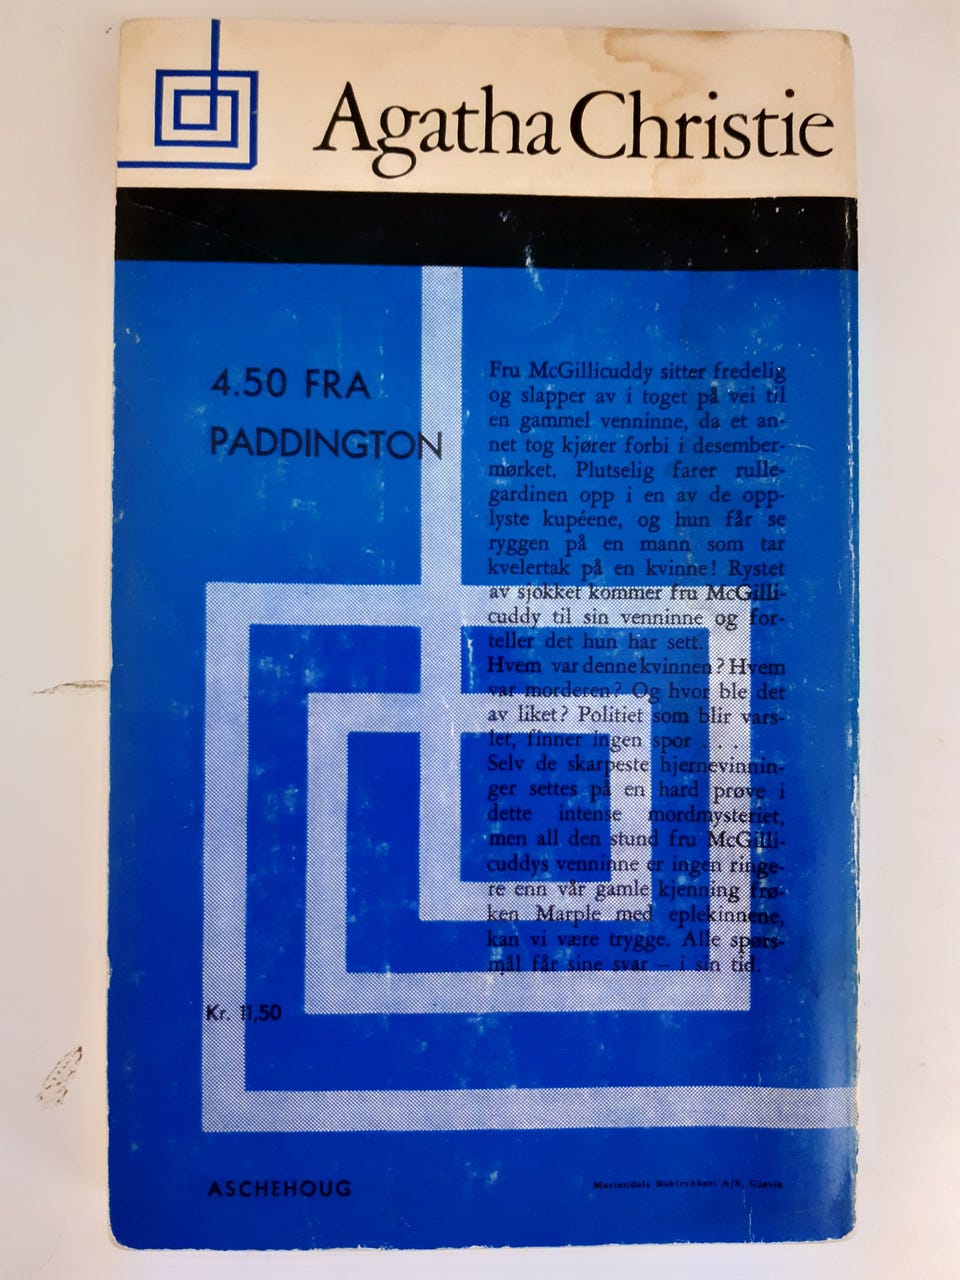 Agatha Christie
4.50 FRA
PADDINGTON
Fru McGillicuddy sitter fredelig
og slapper av i toget på vei til
en gammel venninne, da et an-
net tog kjører forbi i desember-
mørket. Plutselig farer rulle-
gardinen opp i en av de opp-
lyste kupéene, og hun får se
ryggen på en mann som tar
kvelertak på en kvinne! Rystet
av sjokket kommer fru McGilli-
cuddy til sin venninne og for-
teller det hun har sett.
Hvem var denne kvinnen? Hvem
var morderen? Og hvor ble det
av liket? Politiet som blir vars-
let, finner ingen spor . . . .
Selv de skarpeste hjernevinnin-
ger settes på en hard prøve i
dette intense mordmysteriet,
men all den stund fru McGilli-
cuddys venninne er ingen ringe-
re enn vår gamle kjenning frø-
ken Marple med eplekinnene,
kan vi være trygge. Alle spørs-
mål får sine svar – i sin tid.
Kr. 11,50
ASCHEHOUG
Mariendals Boktrykkeri A/S, Gjøvik